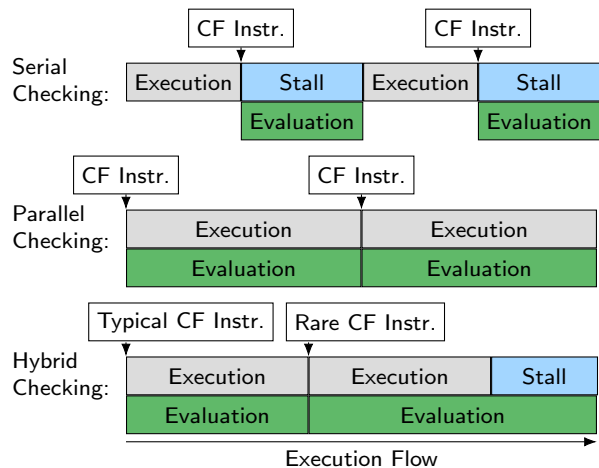 CF Instr. CF Instr.
Serial Checking: Execution Stall Execution Stall
Evaluation Evaluation
CF Instr. CF Instr.
Parallel Checking: Execution Execution
Evaluation Evaluation
Typical CF Instr. Rare CF Instr.
Hybrid Checking: Execution Execution Stall
Evaluation Evaluation
Execution Flow